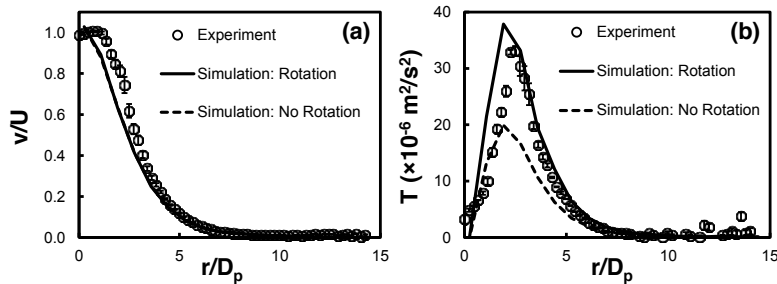 (a)
Experiment
Simulation: Rotation
Simulation: No Rotation
v/U
1.0
0.8
0.6
0.4
0.2
0.0
0 5 10 15
r/Dp
(b)
Experiment
Simulation: Rotation
Simulation: No Rotation
T (×10⁻⁶ m²/s²)
40
30
20
10
0
0 5 10 15
r/Dp